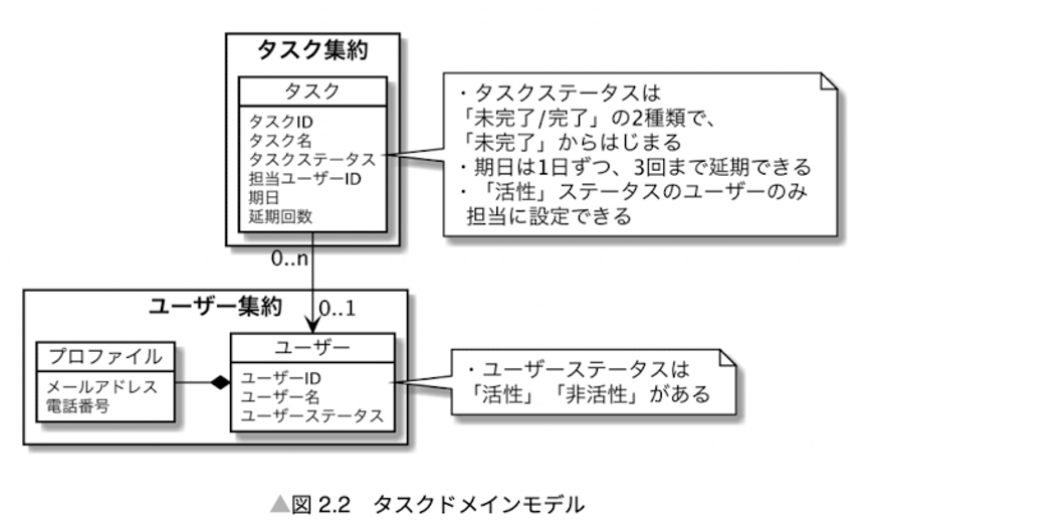 タスク集約
タスク
タスクID
タスク名
タスクステータス
担当ユーザーID
期日
延期回数
・タスクステータスは
「未完了/完了」の2種類で、
「未完了」からはじまる
・期日は1日ずつ、3回まで延期できる
・「活性」ステータスのユーザーのみ
担当に設定できる
0..n
ユーザー集約
0..1
プロファイル
メールアドレス
電話番号
ユーザー
ユーザーID
ユーザー名
ユーザーステータス
・ユーザーステータスは
「活性」「非活性」がある
▲図 2.2　タスクドメインモデル